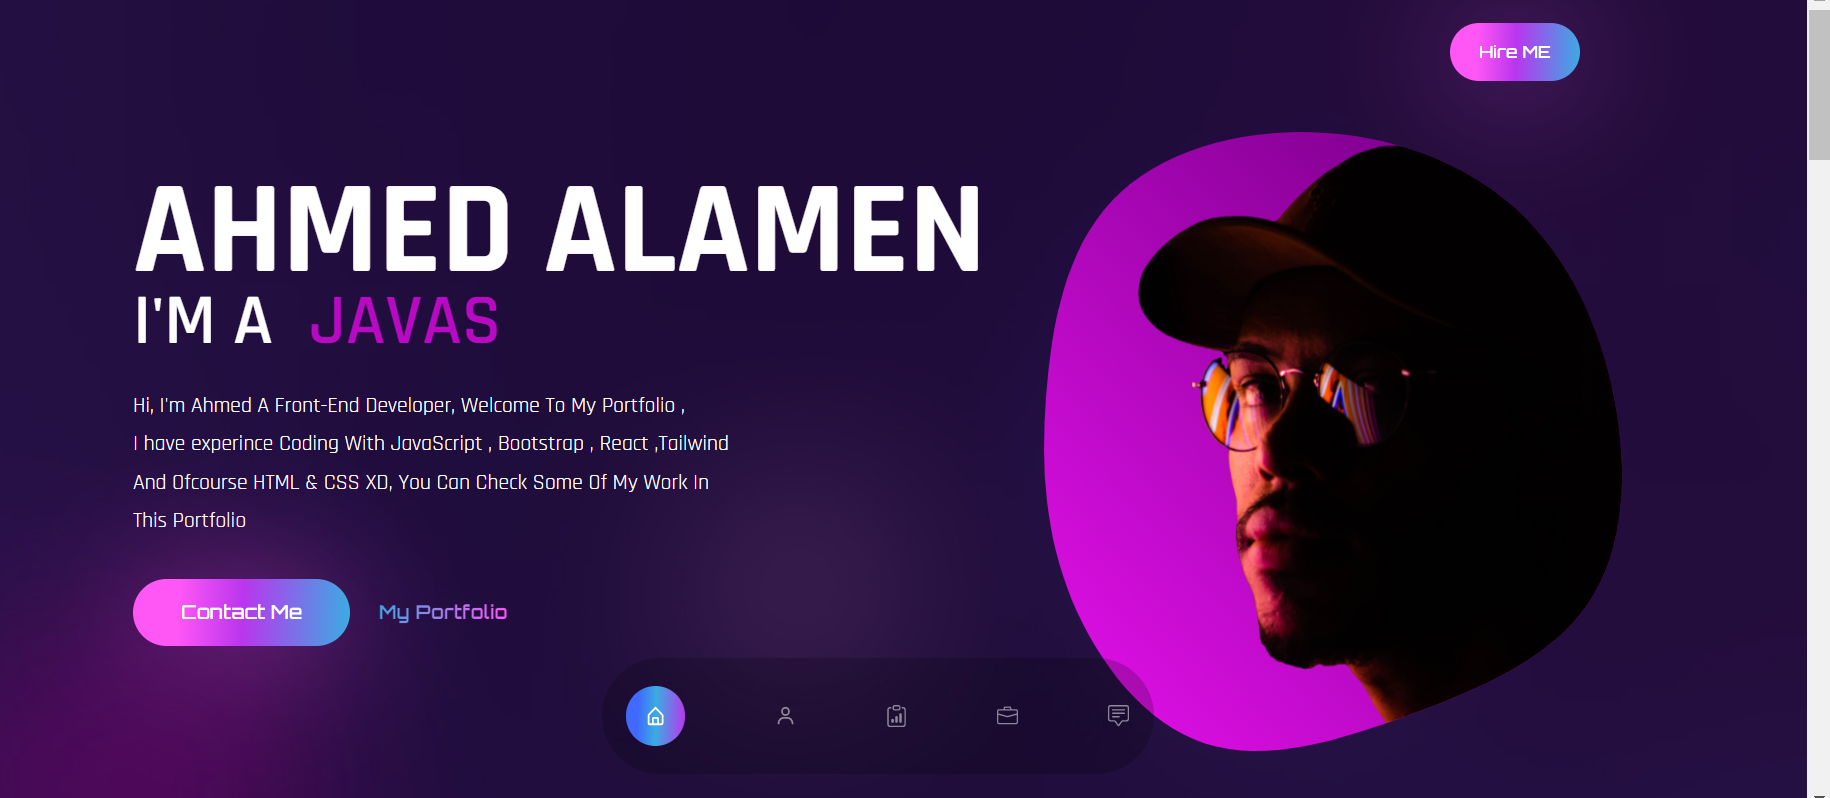 Hire ME
AHMED ALAMEN
I'M A JAVAS
Hi, I'm Ahmed A Front-End Developer, Welcome To My Portfolio ,
I have experince Coding With JavaScript , Bootstrap , React ,Tailwind
And Ofcourse HTML & CSS XD, You Can Check Some Of My Work In
This Portfolio
Contact Me
My Portfolio